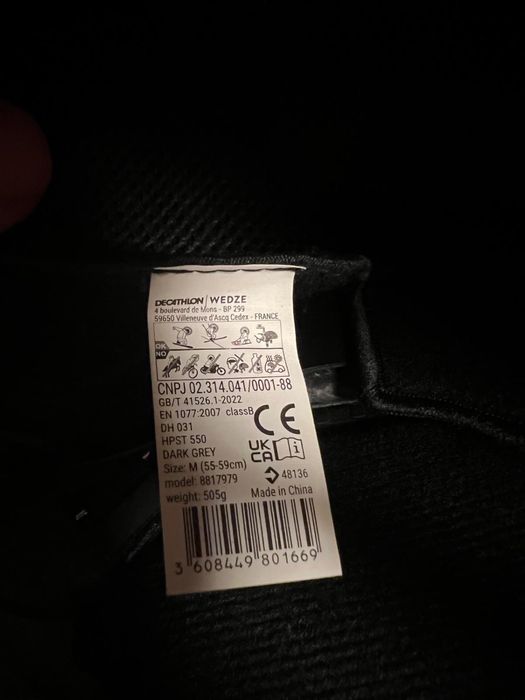 DECATHLON | WEDZE
4 boulevard de Mons - BP 299
59650 Villeneuve d'Ascq Cedex - FRANCE
OK
NO
CNPJ 02.314.041/0001-88
GB/T 41526.1-2022
EN 1077:2007 classB
CE
DH 031
HPST 550
UK
CA
i
DARK GREY
Size: M (55-59cm)
48136
model: 8817979
weight: 505g
Made in China
3 608449 801669